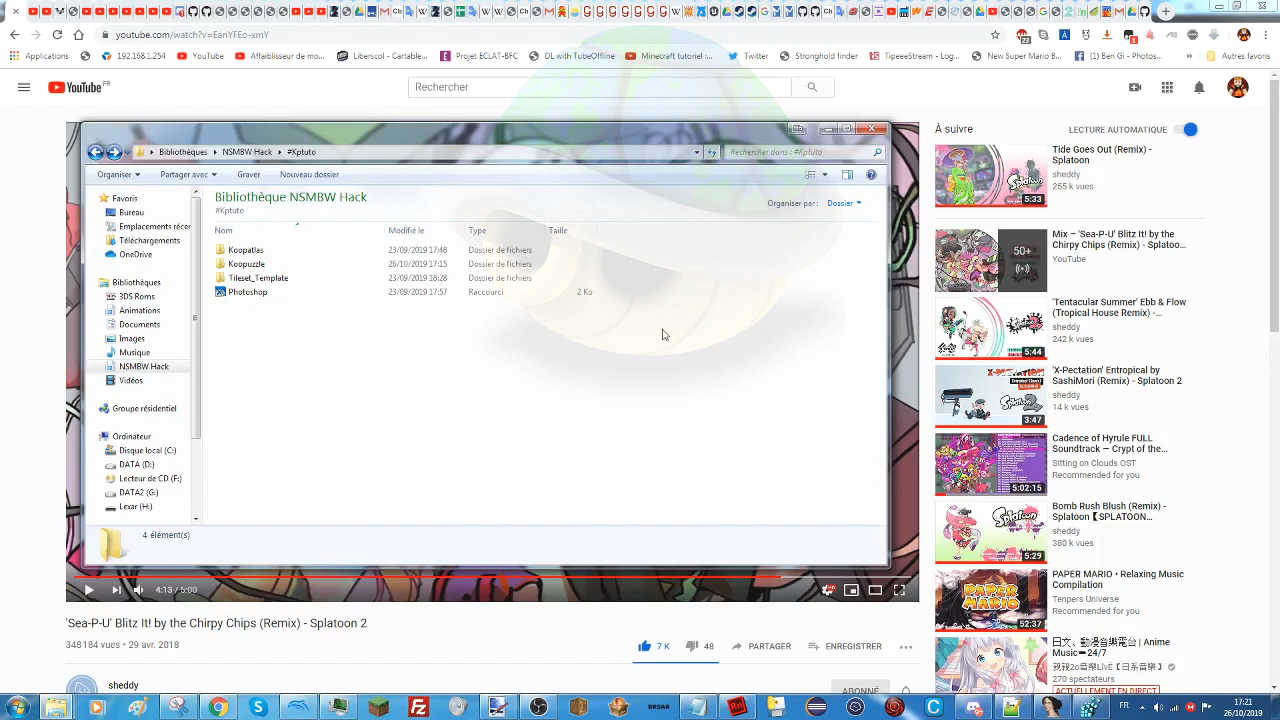 youtube.com/watch?v=EanYFEo-xmY
23
Applications
192.168.1.254
YouTube
Affaiblisseur de mo...
Liberscol - Cartabl...
Projet ECLAT-...
DL with TubeOffline
Minecraft tutoriel :...
Twitter
Stronghold finder
TipeeeStream - Log...
New Super Mario B...
Ben Gi - Photos...
Autres favoris
YouTube FR
Rechercher
Bibliothèques
NSMBW Hack
#Kptuto
Rechercher dans : #Kptuto
Organiser
Partager avec
Graver
Nouveau dossier
Favoris
Bureau
Emplacements récer
Téléchargements
OneDrive
Bibliothèques
3DS Roms
Animations
Documents
Images
Musique
NSMBW Hack
Vidéos
Groupe résidentiel
Ordinateur
Disque local (C:)
DATA (D:)
Lecteur de CD (F:)
DATA2 (G:)
Lexar (H:)
Bibliothèque NSMBW Hack
#Kptuto
Organiser par :
Dossier
Nom
Modifié le
Type
Taille
Koopatlas
23/09/2019 17:48
Dossier de fichiers
Koopuzzle
26/10/2019 17:15
Dossier de fichiers
Tileset_Template
23/09/2019 18:28
Dossier de fichiers
Photoshop
23/09/2019 17:57
Raccourci
2 Ko
4 élément(s)
4:13 / 5:00
'Sea-P-U' Blitz It! by the Chirpy Chips (Remix) - Splatoon 2
348 184 vues • 29 avr. 2018
7 K
48
PARTAGER
ENREGISTRER
sheddy
ABONNÉ
À suivre
LECTURE AUTOMATIQUE
Tide Goes Out (Remix) -
Splatoon
sheddy
255 k vues
5:33
Mix – 'Sea-P-U' Blitz It! by the
Chirpy Chips (Remix) - Splatoo...
YouTube
50+
'Tentacular Summer' Ebb & Flow
(Tropical House Remix) -...
sheddy
242 k vues
5:44
'X-Pectation' Entropical by
SashiMori (Remix) - Splatoon 2
sheddy
14 k vues
3:47
Cadence of Hyrule FULL
Soundtrack — Crypt of the...
Sitting on Clouds OST
Recommended for you
5:02:15
Bomb Rush Blush (Remix) -
Splatoon【SPLATOON...
sheddy
380 k vues
5:29
PAPER MARIO • Relaxing Music
Compilation
Tenpers Universe
Recommended for you
PAPER
MARIO
52:37
Music➨24/7
270 spectateurs
ACTUELLEMENT EN DIRECT
BRSAR
FR
17:21
26/10/2019